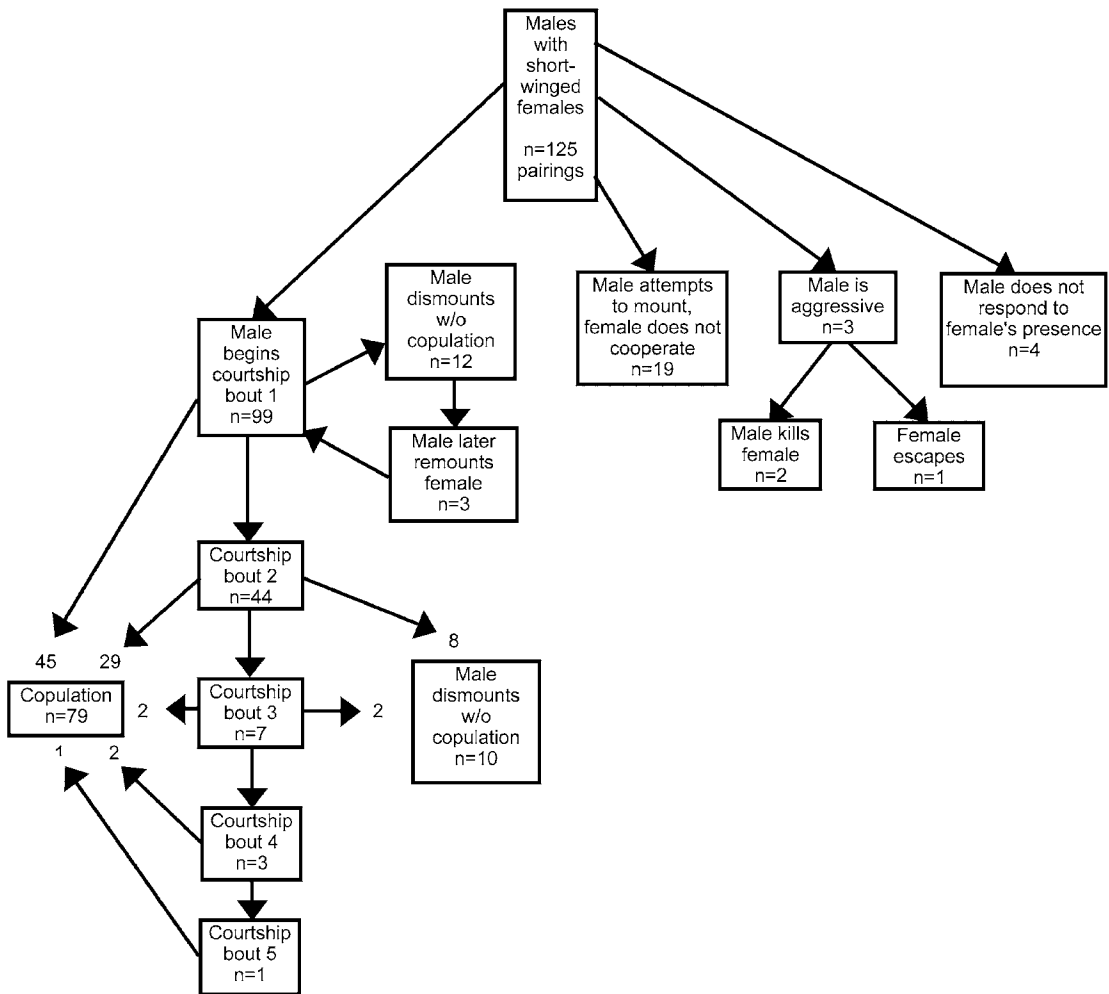 Males
with
short-
winged
females
n=125
pairings
Male
dismounts
w/o
copulation
n=12
Male attempts
to mount,
female does not
cooperate
n=19
Male is
aggressive
n=3
Male does not
respond to
female's presence
n=4
Male
begins
courtship
bout 1
n=99
Male later
remounts
female
n=3
Male kills
female
n=2
Female
escapes
n=1
Courtship
bout 2
n=44
45
29
8
Copulation
n=79
2
Courtship
bout 3
n=7
2
Male
dismounts
w/o
copulation
n=10
1
2
Courtship
bout 4
n=3
Courtship
bout 5
n=1